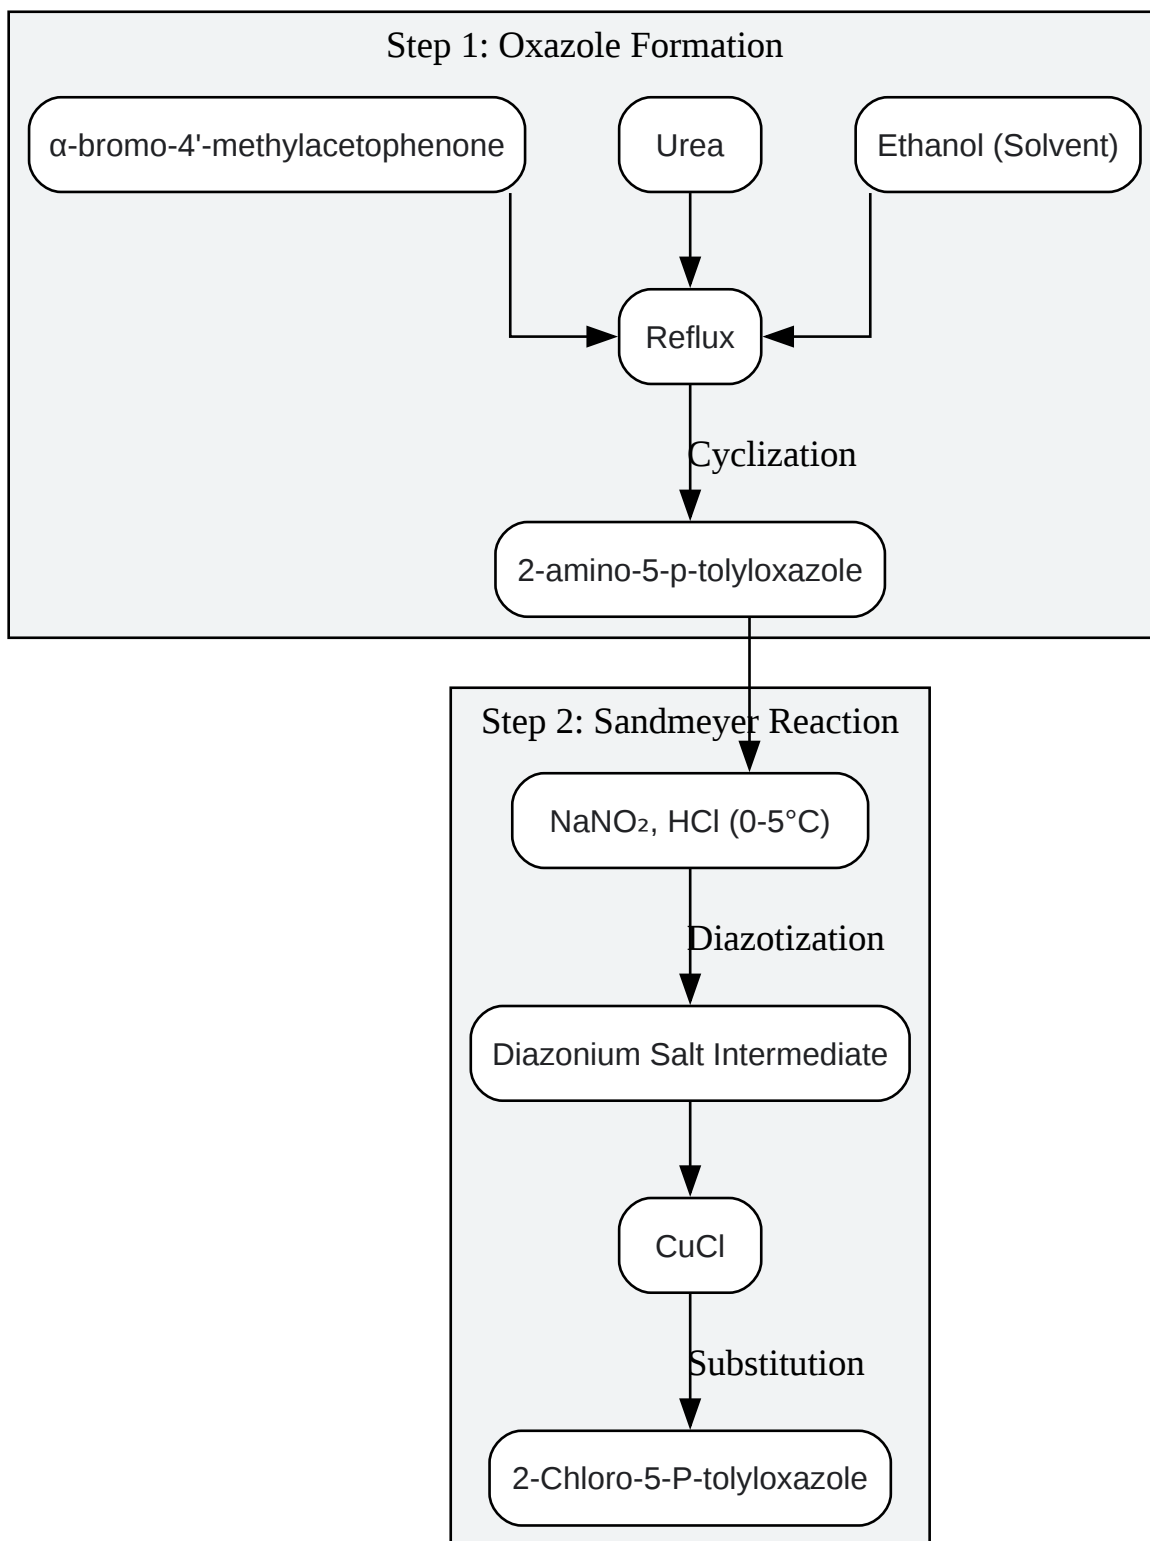 Step 1: Oxazole Formation
α-bromo-4'-methylacetophenone
Urea
Ethanol (Solvent)
Reflux
Cyclization
2-amino-5-p-tolyloxazole
Step 2: Sandmeyer Reaction
NaNO₂, HCl (0-5°C)
Diazotization
Diazonium Salt Intermediate
CuCl
Substitution
2-Chloro-5-P-tolyloxazole